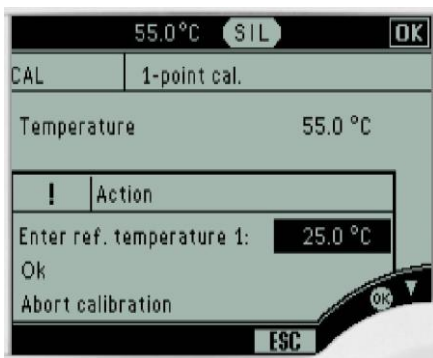 55.0°C SIL OK
CAL 1-point cal.
Temperature 55.0 °C
! Action
Enter ref. temperature 1: 25.0 °C
Ok
Abort calibration
OK
ESC